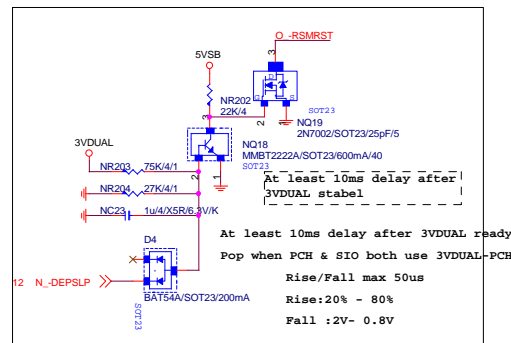 O_-RSMRST
5VSB
3
D
G
S
NR202
22K/4
SOT23
2
1
NQ19
2N7002/SOT23/25pF/5
3
3VDUAL
NQ18
MMBT2222A/SOT23/600mA/40
NR203 75K/4/1
2
1
SOT23
At least 10ms delay after
3VDUAL stabel
NR204 27K/4/1
NC23 1u/4/X5R/6.3V/K
At least 10ms delay after 3VDUAL ready
D4
Pop when PCH & SIO both use 3VDUAL-PCH
12 N_-DEPSLP
Rise/Fall max 50us
BAT54A/SOT23/200mA
Rise:20% - 80%
SOT23
Fall :2V- 0.8V